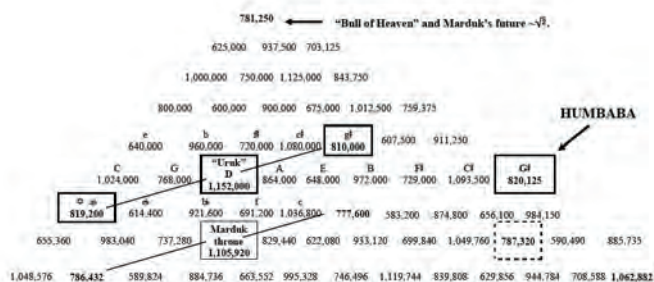 781,250 "Bull of Heaven" and Marduk's future ~√2.
625,000 937,500 703,125
1,000,000 750,000 1,125,000 843,750
800,000 600,000 900,000 675,000 1,012,500 759,375
HUMBABA
e b f# c# g#
640,000 960,000 720,000 1,080,000 810,000 607,500 911,250
C G "Uruk" D A E B F# C# G#
1,024,000 768,000 1,152,000 864,000 648,000 972,000 729,000 1,093,500 820,125
819,200 614,400 921,600 691,200 1,036,800 777,600 583,200 874,800 656,100 984,150
655,360 983,040 737,280 Marduk throne 1,105,920 829,440 622,080 933,120 699,840 1,049,760 787,320 590,490 885,735
1,048,576 786,432 589,824 884,736 663,552 995,328 746,496 1,119,744 839,808 629,856 944,784 708,588 1,062,882